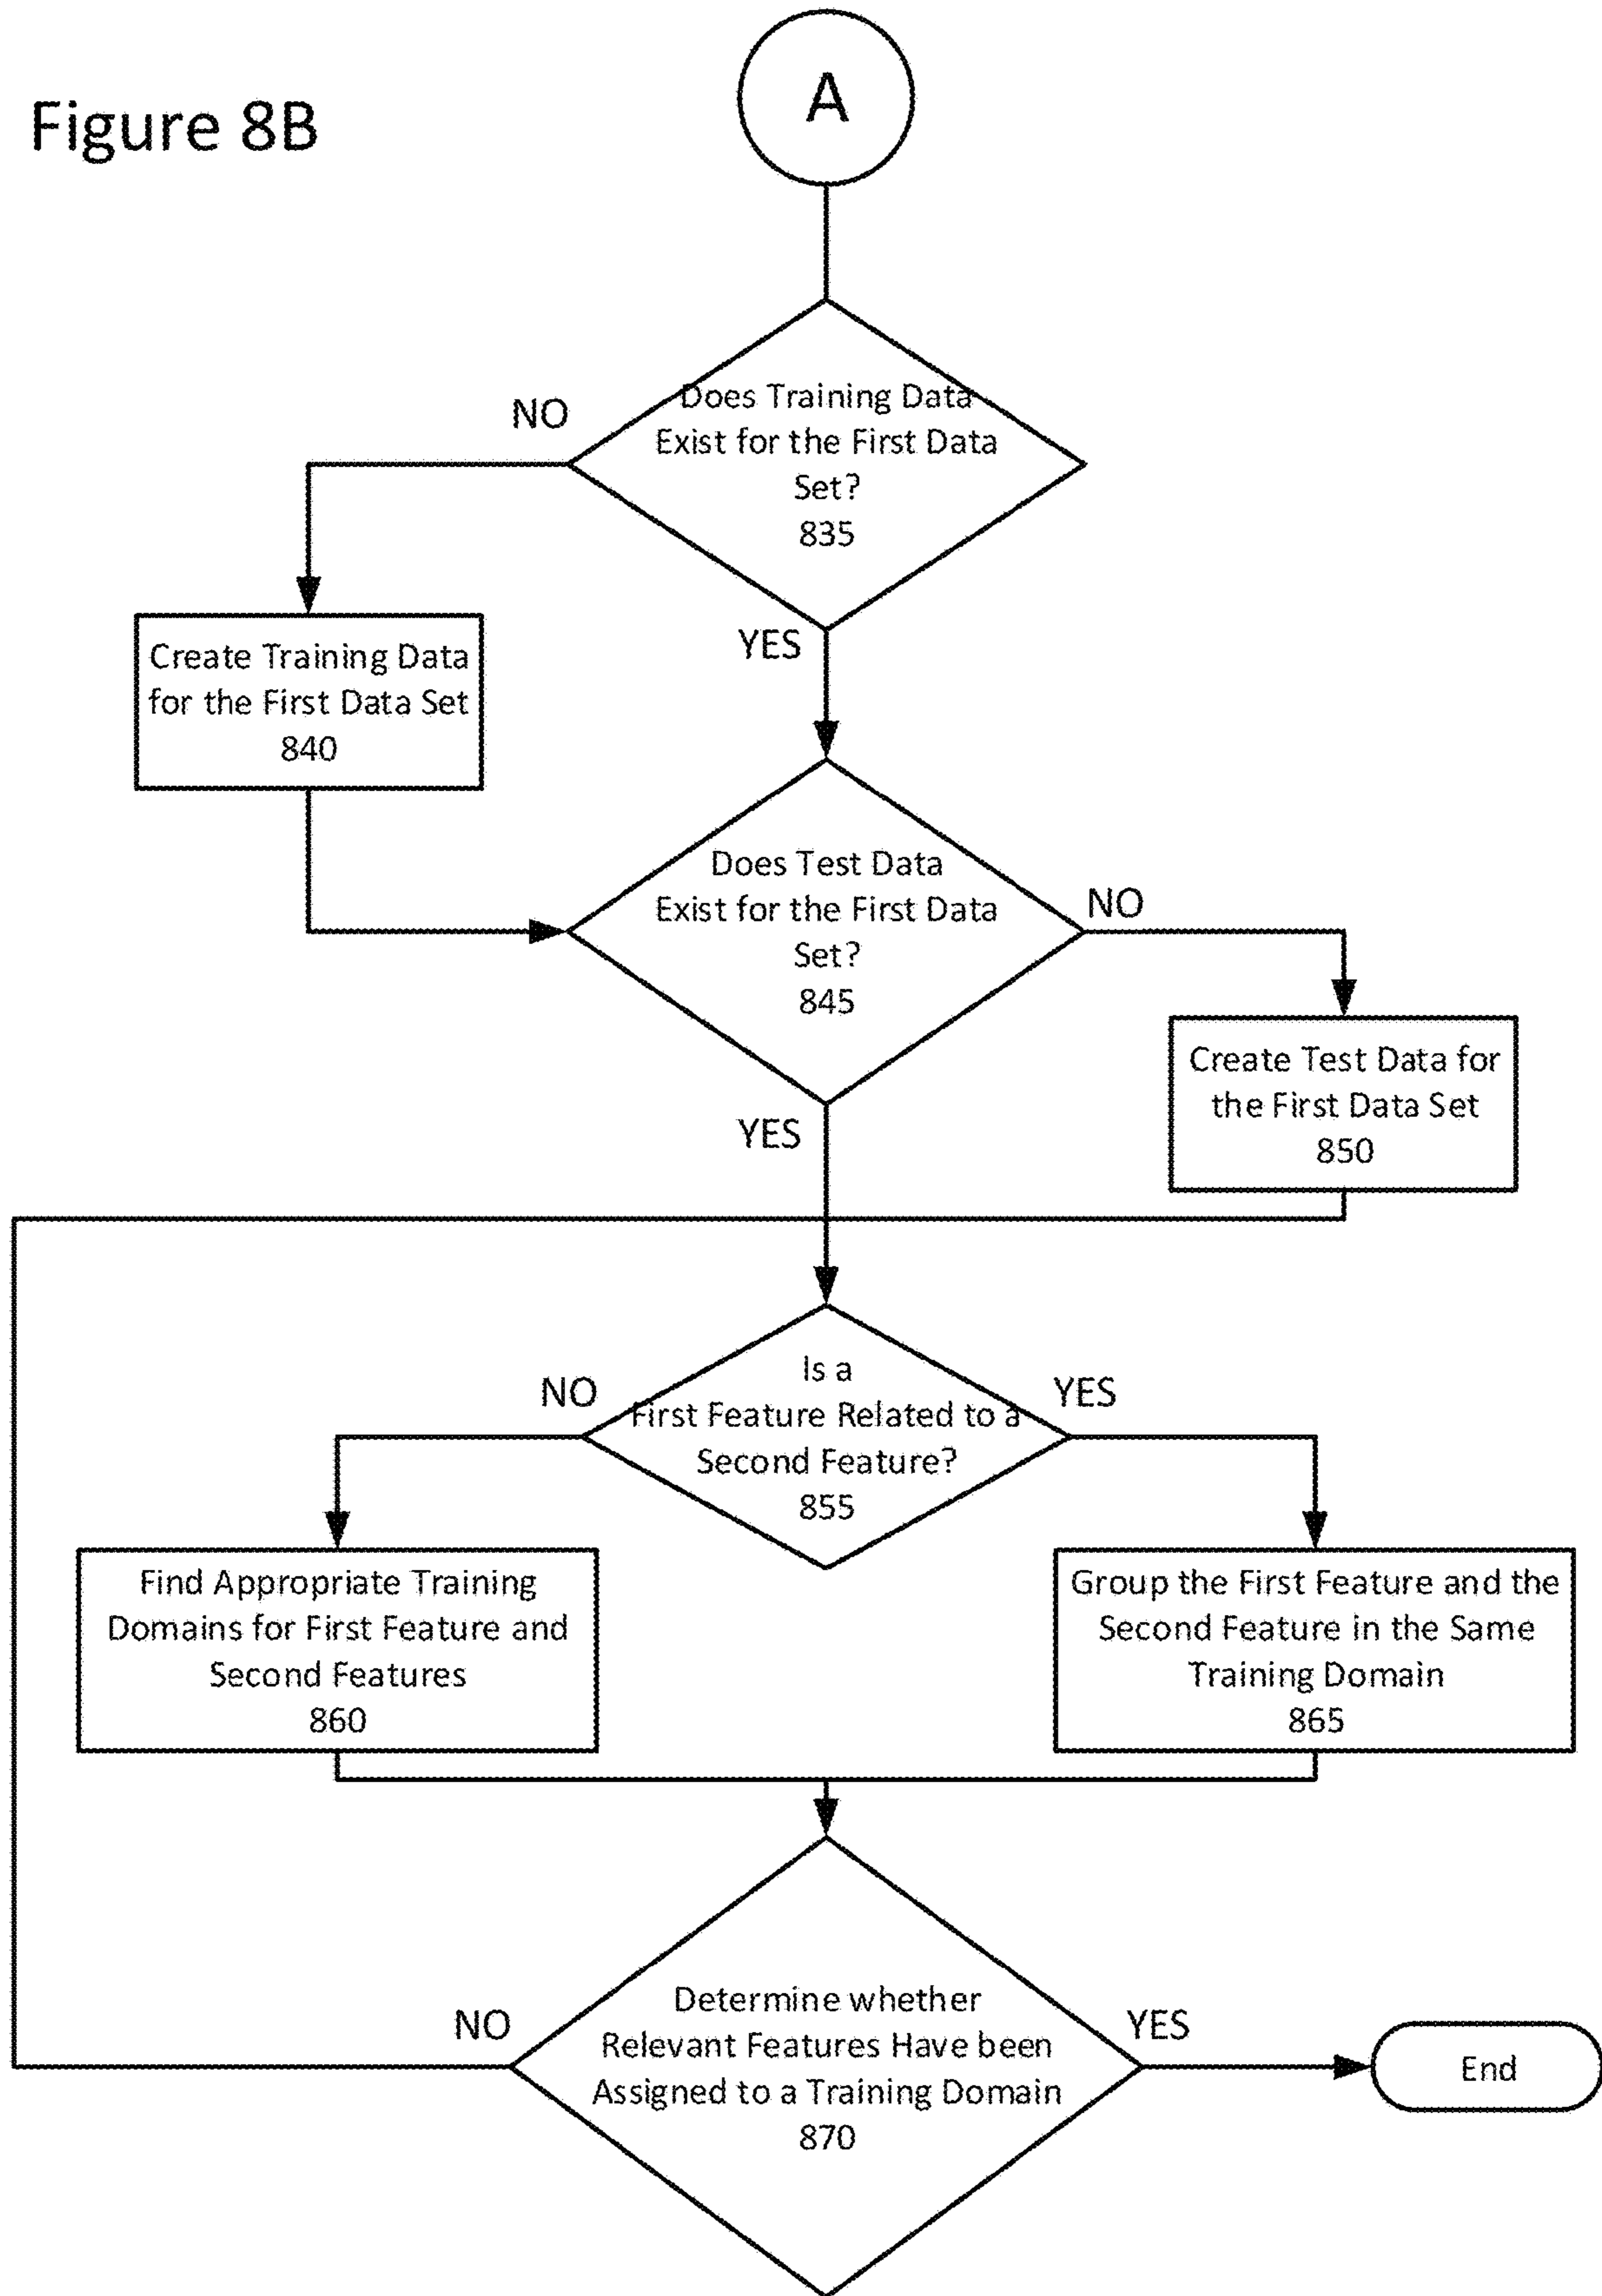 Figure 8B
A
NO
Does Training Data
Exist for the First Data
Set?
835
YES
Create Training Data
for the First Data Set
840
Does Test Data
Exist for the First Data
Set?
845
NO
YES
Create Test Data for
the First Data Set
850
NO
Is a
First Feature Related to a
Second Feature?
855
YES
Find Appropriate Training
Domains for First Feature and
Second Features
860
Group the First Feature and the
Second Feature in the Same
Training Domain
865
NO
Determine whether
Relevant Features Have been
Assigned to a Training Domain
870
YES
End